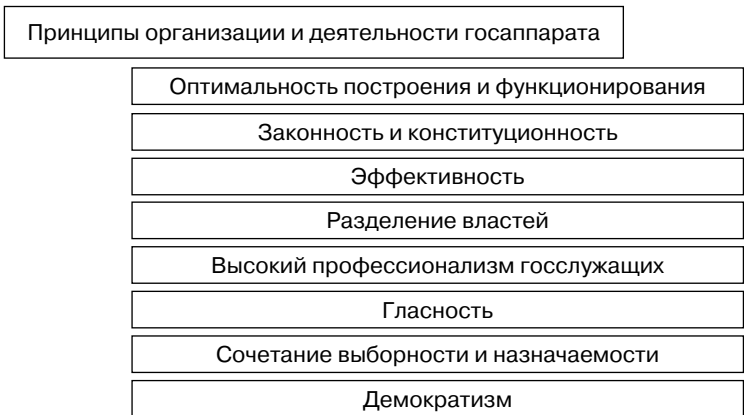 Принципы организации и деятельности госаппарата
Оптимальность построения и функционирования
Законность и конституционность
Эффективность
Разделение властей
Высокий профессионализм госслужащих
Гласность
Сочетание выборности и назначаемости
Демократизм